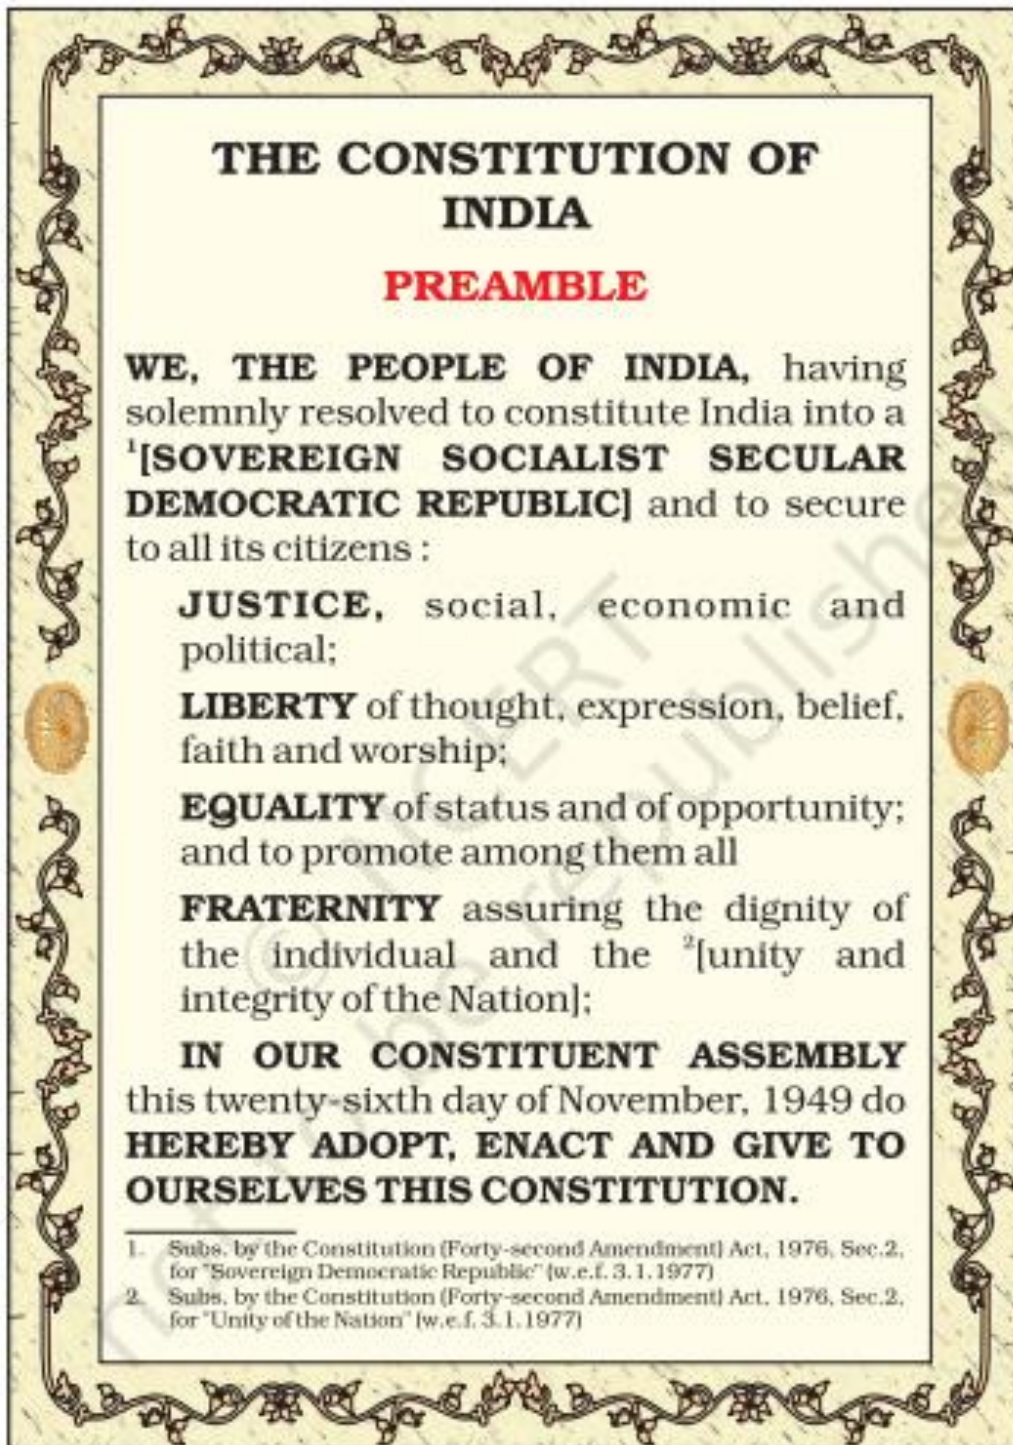 THE CONSTITUTION OF
INDIA
PREAMBLE
WE, THE PEOPLE OF INDIA, having
solemnly resolved to constitute India into a
¹[SOVEREIGN SOCIALIST SECULAR
DEMOCRATIC REPUBLIC] and to secure
to all its citizens :
JUSTICE, social, economic and
political;
LIBERTY of thought, expression, belief,
faith and worship;
EQUALITY of status and of opportunity;
and to promote among them all
FRATERNITY assuring the dignity of
the individual and the ²[unity and
integrity of the Nation];
IN OUR CONSTITUENT ASSEMBLY
this twenty-sixth day of November, 1949 do
HEREBY ADOPT, ENACT AND GIVE TO
OURSELVES THIS CONSTITUTION.
1. Subs. by the Constitution (Forty-second Amendment) Act, 1976, Sec.2,
for "Sovereign Democratic Republic" (w.e.f. 3.1.1977)
2. Subs. by the Constitution (Forty-second Amendment) Act, 1976, Sec.2,
for "Unity of the Nation" (w.e.f. 3.1.1977)
© NCERT
not to be republished